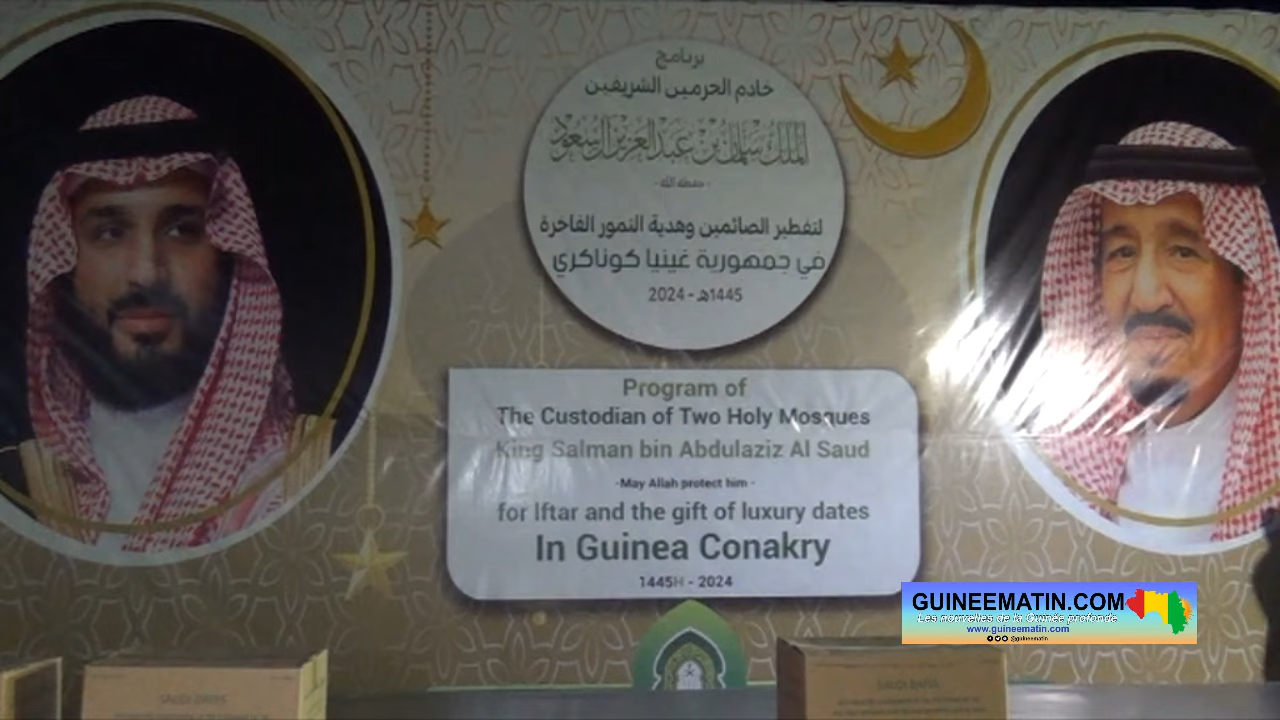 برنامج
خادم الحرمين الشريفين
الملك سلمان بن عبدالعزيز آل سعود
- حفظه الله -
لتفطير الصائمين وهدية التمور الفاخرة
في جمهورية غينيا كوناكري
1445هـ - 2024
Program of
The Custodian of Two Holy Mosques
King Salman bin Abdulaziz Al Saud
-May Allah protect him -
for Iftar and the gift of luxury dates
In Guinea Conakry
1445H - 2024
GUINEEMATIN.COM
Les nouvelles de la Guinée profonde
www.guineematin.com
@guineematin
SAUDI DATES